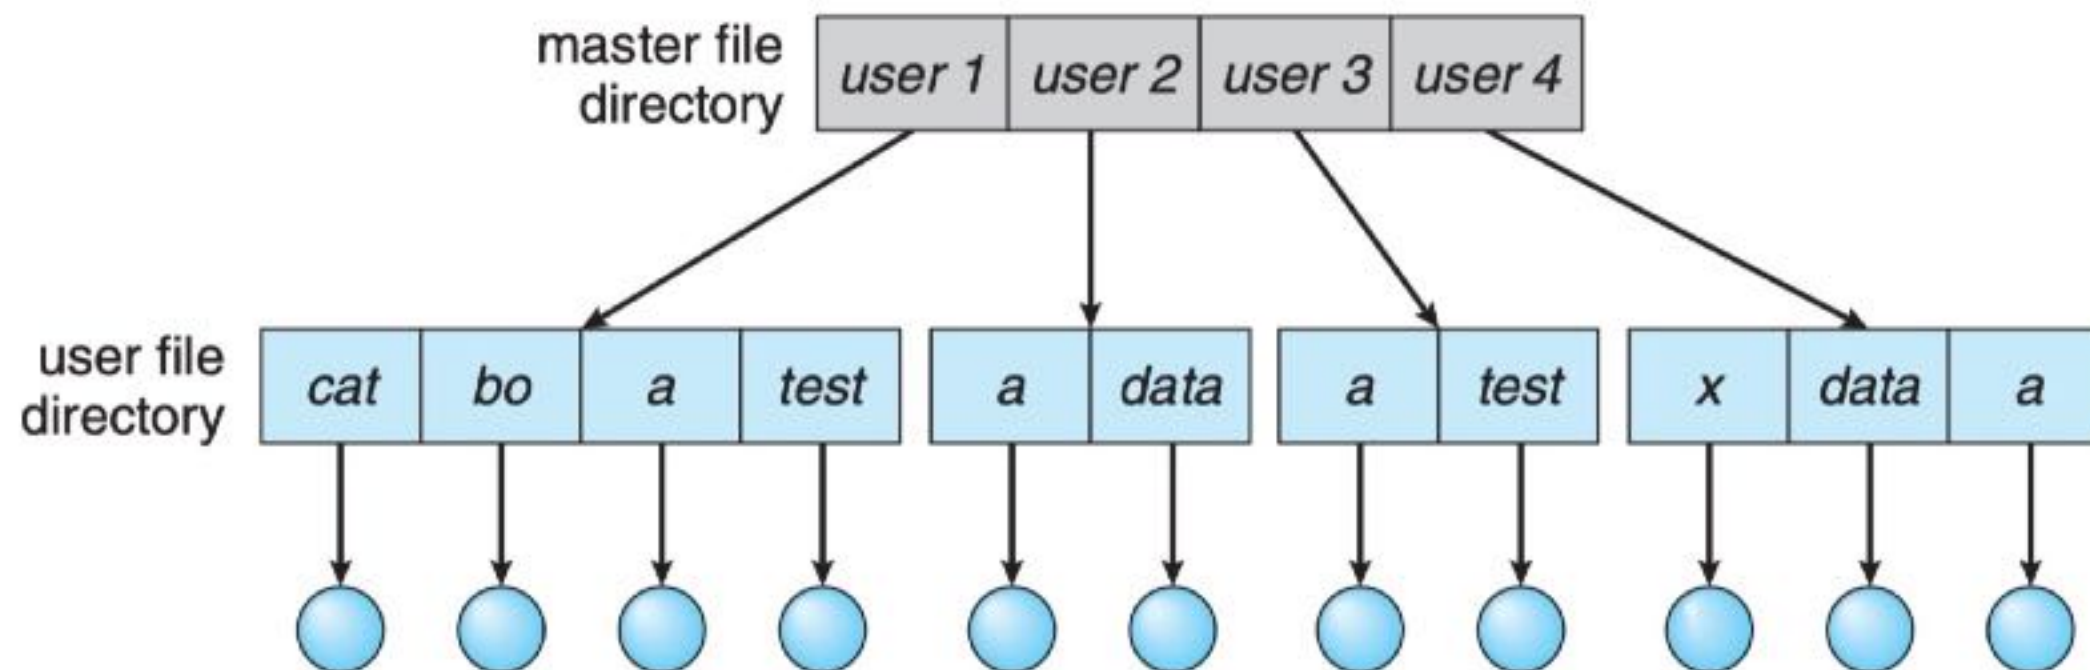 master file
directory
user 1 user 2 user 3 user 4
user file
directory
cat bo a test a data a test x data a